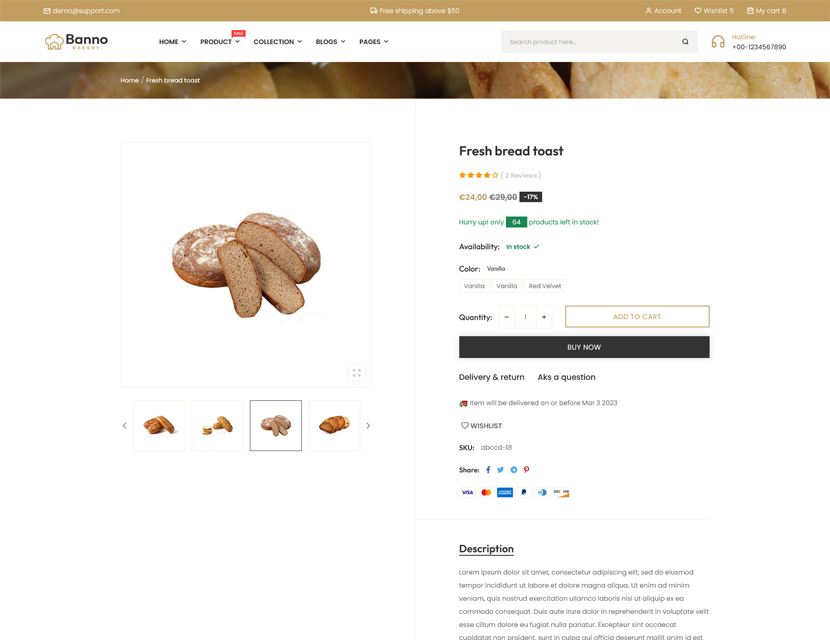 demo@support.com
Free shipping above $50
Account
Wishlist 5
My cart 8
Banno
BAKERY
HOME
PRODUCT
SALE
COLLECTION
BLOGS
PAGES
Search product here...
Hotline:
+00-1234567890
Home / Fresh bread toast
Fresh bread toast
( 2 Reviews )
€24,00 €29,00 -17%
Hurry up! only 64 products left in stock!
Availability: In stock
Color: Vanilla
Vanilla Vanilla Red Velvet
Quantity: − 1 + ADD TO CART
BUY NOW
Delivery & return Aks a question
Item will be delivered on or before Mar 3 2023
WISHLIST
SKU: abccd-18
Share:
VISA
DISCOVER
Description
Lorem ipsum dolor sit amet, consectetur adipiscing elit, sed do eiusmod
tempor incididunt ut labore et dolore magna aliqua. Ut enim ad minim
veniam, quis nostrud exercitation ullamco laboris nisi ut aliquip ex ea
commodo consequat. Duis aute irure dolor in reprehenderit in voluptate velit
esse cillum dolore eu fugiat nulla pariatur. Excepteur sint occaecat
cupidatat non proident, sunt in culpa qui officia deserunt mollit anim id est